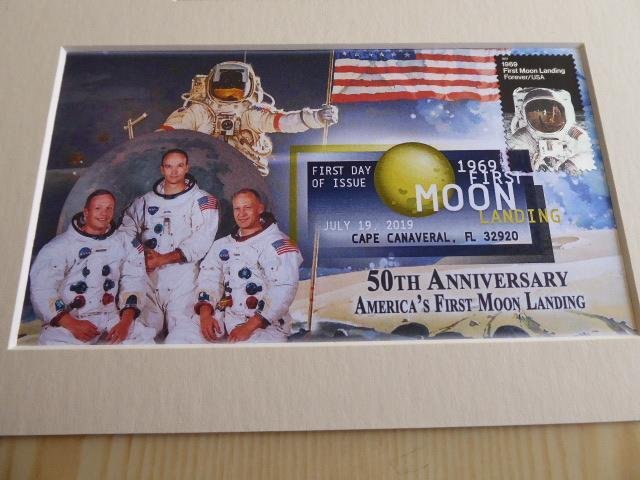 1969
First Moon Landing
Forever/USA
FIRST DAY
OF ISSUE
1969
FIRST
MOON
LANDING
JULY 19, 2019
CAPE CANAVERAL, FL 32920
50TH ANNIVERSARY
AMERICA'S FIRST MOON LANDING